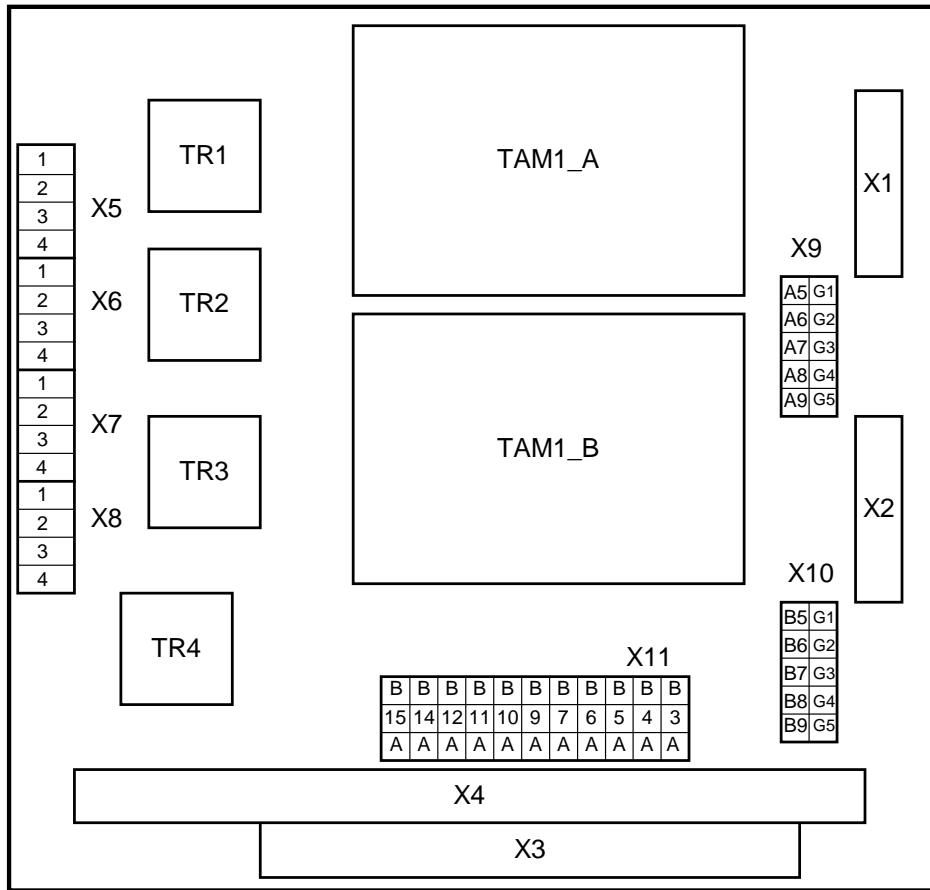 TR1
TAM1_A
X1
1
2
3
4
X5
X9
1
2
3
4
X6
TR2
A5 G1
A6 G2
A7 G3
A8 G4
A9 G5
1
2
3
4
X7
TR3
TAM1_B
X2
1
2
3
4
X8
X10
B5 G1
B6 G2
B7 G3
B8 G4
B9 G5
TR4
X11
B B B B B B B B B B B
15 14 12 11 10 9 7 6 5 4 3
A A A A A A A A A A A
X4
X3